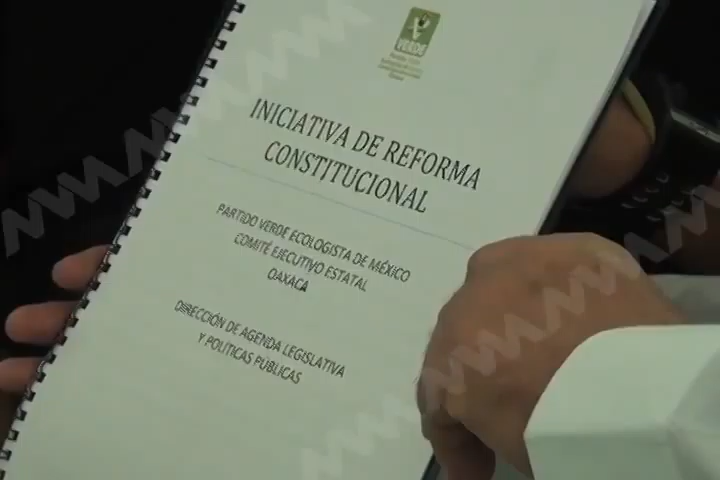 VERDE
INICIATIVA DE REFORMA
CONSTITUCIONAL
PARTIDO VERDE ECOLOGISTA DE MÉXICO
COMITÉ EJECUTIVO ESTATAL
OAXACA
DIRECCIÓN DE AGENDA LEGISLATIVA
Y POLÍTICAS PÚBLICAS